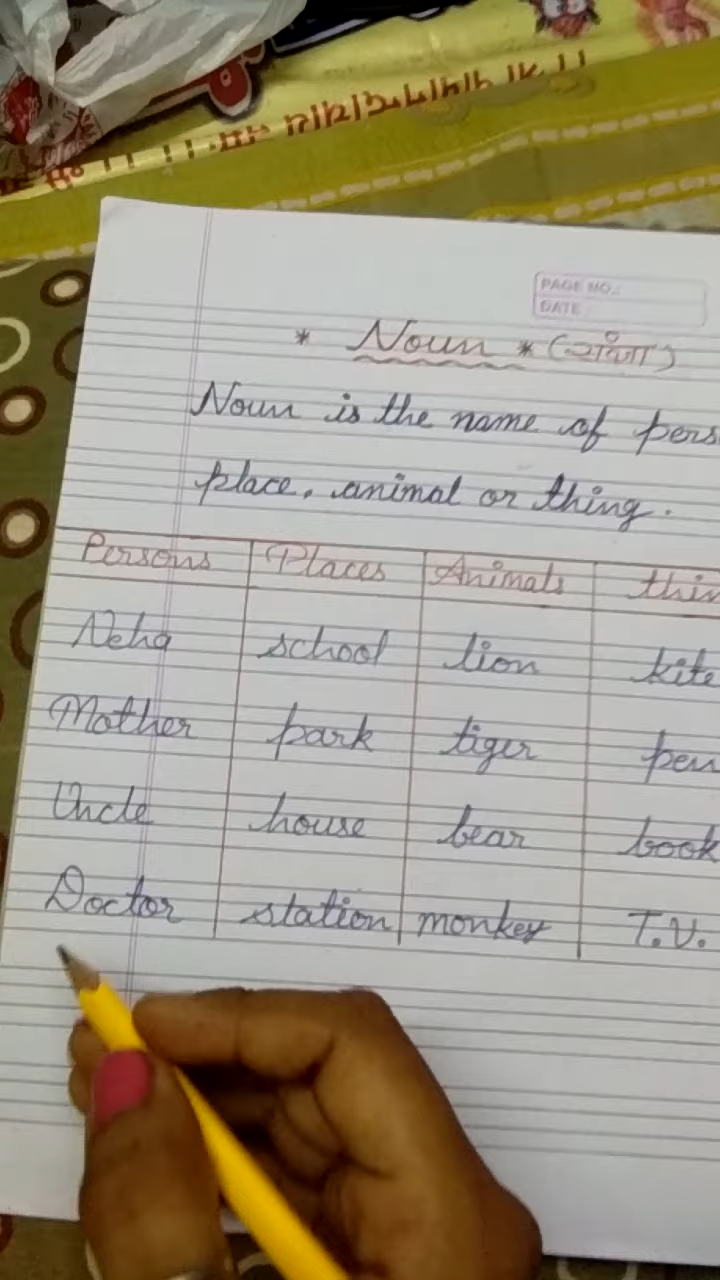 PAGE NO.:
DATE
* Noun * (संज्ञा)
Noun is the name of pers
place, animal or thing.
Persons Places Animals thin
Neha school lion kite
Mother park tiger pen
Uncle house bear book
Doctor station monkey T.V.